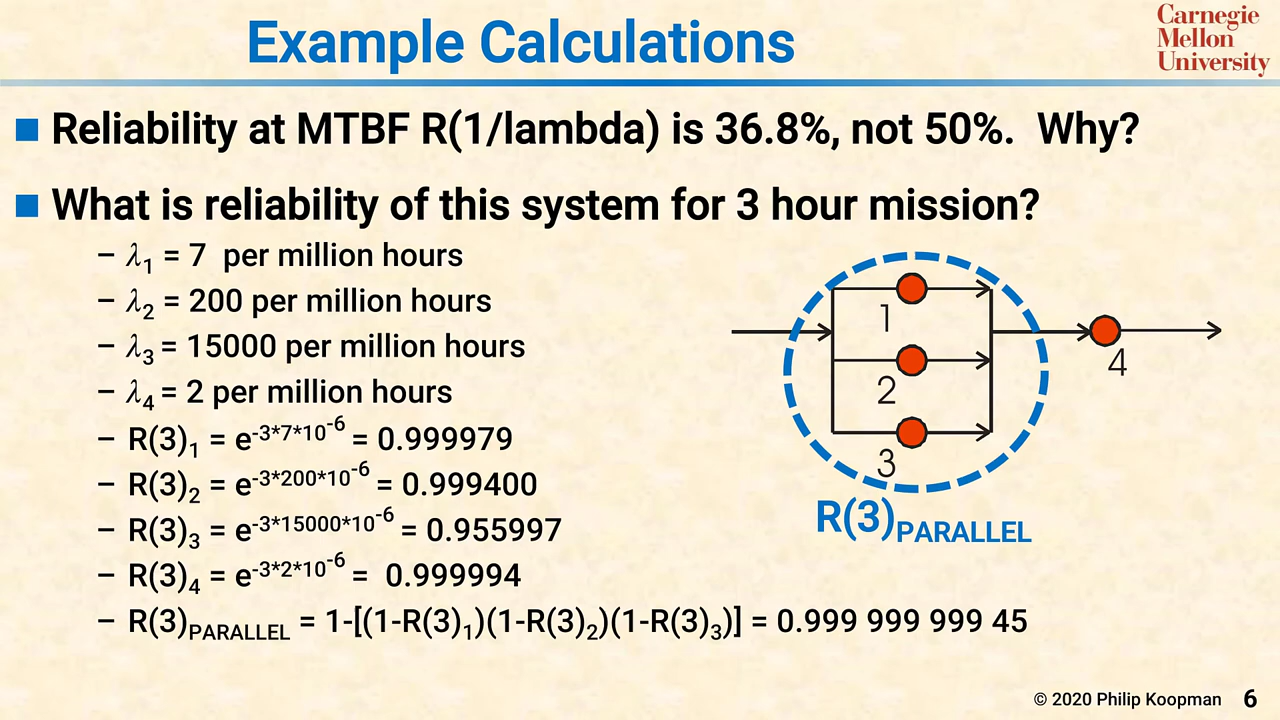 Example Calculations
Carnegie
Mellon
University
■ Reliability at MTBF R(1/lambda) is 36.8%, not 50%.  Why?
■ What is reliability of this system for 3 hour mission?
– λ₁ = 7  per million hours
– λ₂ = 200 per million hours
– λ₃ = 15000 per million hours
– λ₄ = 2 per million hours
– R(3)₁ = e^-3*7*10^-6 = 0.999979
– R(3)₂ = e^-3*200*10^-6 = 0.999400
– R(3)₃ = e^-3*15000*10^-6 = 0.955997
– R(3)₄ = e^-3*2*10^-6 =  0.999994
– R(3)PARALLEL = 1-[(1-R(3)₁)(1-R(3)₂)(1-R(3)₃)] = 0.999 999 999 45
1
2
3
4
R(3)PARALLEL
© 2020 Philip Koopman 6